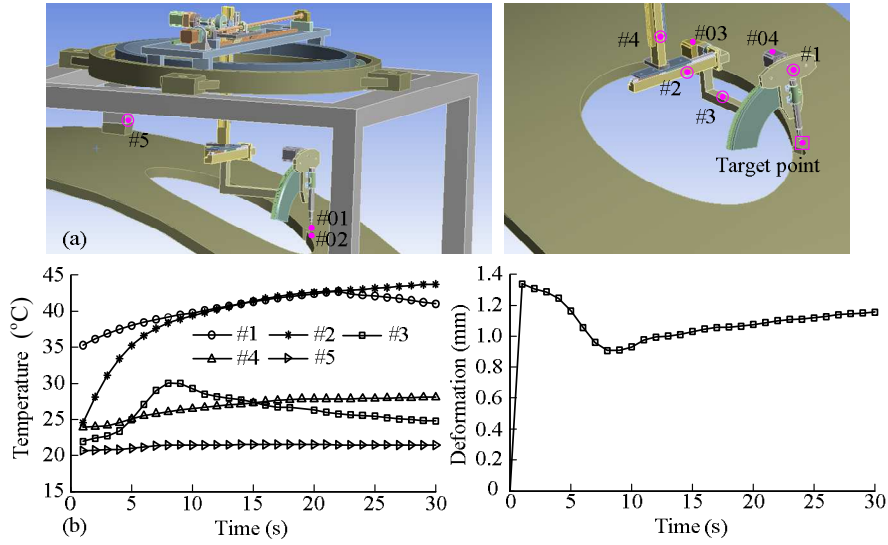 #5
#01
#02
(a)
#4
#03
#04
#1
#2
#3
Target point
Temperature (°C)
45
40
35
30
25
20
15
#1 #2 #3
#4 #5
0 5 10 15 20 25 30
(b)
Time (s)
Deformation (mm)
1.4
1.2
1.0
0.8
0.6
0.4
0.2
0
0 5 10 15 20 25 30
Time (s)